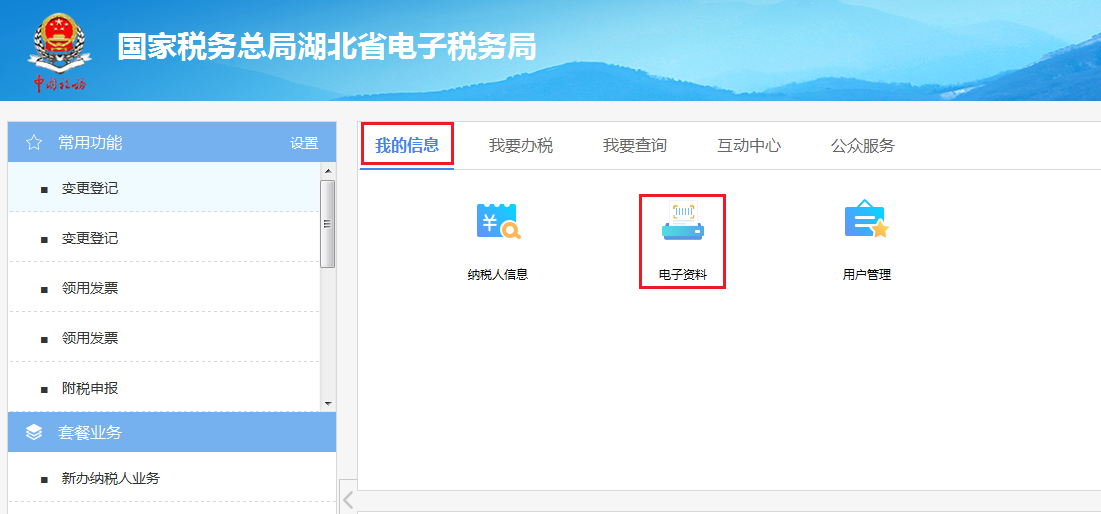 国家税务总局湖北省电子税务局
中国税务
常用功能 设置
变更登记
变更登记
领用发票
领用发票
附税申报
套餐业务
新办纳税人业务
我的信息 我要办税 我要查询 互动中心 公众服务
纳税人信息 电子资料 用户管理